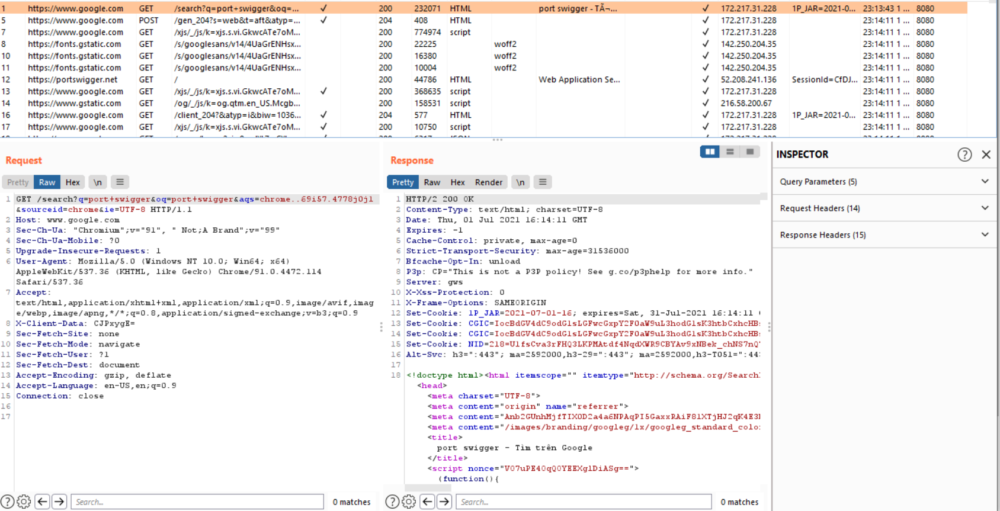 1 https://www.google.com GET /search?q=port+swigger&oq=... ✓ 200 232071 HTML port swigger - TÃ¬... ✓ 172.217.31.228 1P_JAR=2021-0... 23:13:43 1 ... 8080
5 https://www.google.com POST /gen_204?s=web&t=aft&atyp=... ✓ 204 408 HTML ✓ 172.217.31.228 23:14:11 1 ... 8080
7 https://www.google.com GET /xjs/_/js/k=xjs.s.vi.GkwcATe7oM... 200 774974 script ✓ 172.217.31.228 23:14:11 1 ... 8080
8 https://fonts.gstatic.com GET /s/googlesans/v14/4UaGrENHsx... 200 22225 woff2 ✓ 142.250.204.35 23:14:11 1 ... 8080
10 https://fonts.gstatic.com GET /s/googlesans/v14/4UaGrENHsx... 200 16380 woff2 ✓ 142.250.204.35 23:14:11 1 ... 8080
11 https://fonts.gstatic.com GET /s/googlesans/v14/4UaGrENHsx... 200 10004 woff2 ✓ 142.250.204.35 23:14:11 1 ... 8080
12 https://portswigger.net GET / 200 44786 HTML Web Application Se... ✓ 52.208.241.136 SessionId=CfDJ... 23:14:11 1 ... 8080
13 https://www.google.com GET /xjs/_/js/k=xjs.s.vi.GkwcATe7oM... ✓ 200 368635 script ✓ 172.217.31.228 23:14:11 1 ... 8080
14 https://www.gstatic.com GET /og/_/js/k=og.qtm.en_US.Mcgb... 200 158531 script ✓ 216.58.200.67 23:14:11 1 ... 8080
16 https://www.google.com GET /client_204?&atyp=i&biw=1036... ✓ 204 577 HTML ✓ 172.217.31.228 1P_JAR=2021-0... 23:14:11 1 ... 8080
17 https://www.google.com GET /xjs/_/js/k=xjs.s.vi.GkwcATe7oM... ✓ 200 10750 script ✓ 172.217.31.228 23:14:11 1 ... 8080
Request
Pretty Raw Hex \n
1 GET /search?q=port+swigger&oq=port+swigger&aqs=chrome..69i57.4778j0j1
&sourceid=chrome&ie=UTF-8 HTTP/1.1
2 Host: www.google.com
3 Sec-Ch-Ua: "Chromium";v="91", " Not;A Brand";v="99"
4 Sec-Ch-Ua-Mobile: ?0
5 Upgrade-Insecure-Requests: 1
6 User-Agent: Mozilla/5.0 (Windows NT 10.0; Win64; x64)
AppleWebKit/537.36 (KHTML, like Gecko) Chrome/91.0.4472.114
Safari/537.36
7 Accept:
text/html,application/xhtml+xml,application/xml;q=0.9,image/avif,imag
e/webp,image/apng,*/*;q=0.8,application/signed-exchange;v=b3;q=0.9
8 X-Client-Data: CJPxygE=
9 Sec-Fetch-Site: none
10 Sec-Fetch-Mode: navigate
11 Sec-Fetch-User: ?1
12 Sec-Fetch-Dest: document
13 Accept-Encoding: gzip, deflate
14 Accept-Language: en-US,en;q=0.9
15 Connection: close
16
17
Search...
0 matches
Response
Pretty Raw Hex Render \n
1 HTTP/2 200 OK
2 Content-Type: text/html; charset=UTF-8
3 Date: Thu, 01 Jul 2021 16:14:11 GMT
4 Expires: -1
5 Cache-Control: private, max-age=0
6 Strict-Transport-Security: max-age=31536000
7 Bfcache-Opt-In: unload
8 P3p: CP="This is not a P3P policy! See g.co/p3phelp for more info."
9 Server: gws
10 X-Xss-Protection: 0
11 X-Frame-Options: SAMEORIGIN
12 Set-Cookie: 1P_JAR=2021-07-01-16; expires=Sat, 31-Jul-2021 16:14:11
13 Set-Cookie: CGIC=IocBdGV4dC9odG1sLGFwcGxpY2F0aW9uL3hodG1sK3htbCxhcHB
14 Set-Cookie: CGIC=IocBdGV4dC9odG1sLGFwcGxpY2F0aW9uL3hodG1sK3htbCxhcHB
15 Set-Cookie: NID=218=U1fsCva3rFHQ3LKPMAtdf4NqdXWR9CBYAv9xNBek_chNS7nQ
16 Alt-Svc: h3=":443"; ma=2592000,h3-29=":443"; ma=2592000,h3-T051=":44
17
18 <!doctype html><html itemscope="" itemtype="http://schema.org/Search
<head>
<meta charset="UTF-8">
<meta content="origin" name="referrer">
<meta content="Anb2GUnhMjfTIX0D2a4a6NPAqPI5GaxxRAiF81XTjHJ2qK4E3
<meta content="/images/branding/googleg/1x/googleg_standard_colo
<title>
port swigger - Tìm trên Google
</title>
<script nonce="V07uPE40qQ0YEEXg1DiASg==">
(function(){
Search...
0 matches
INSPECTOR
Query Parameters (5)
Request Headers (14)
Response Headers (15)